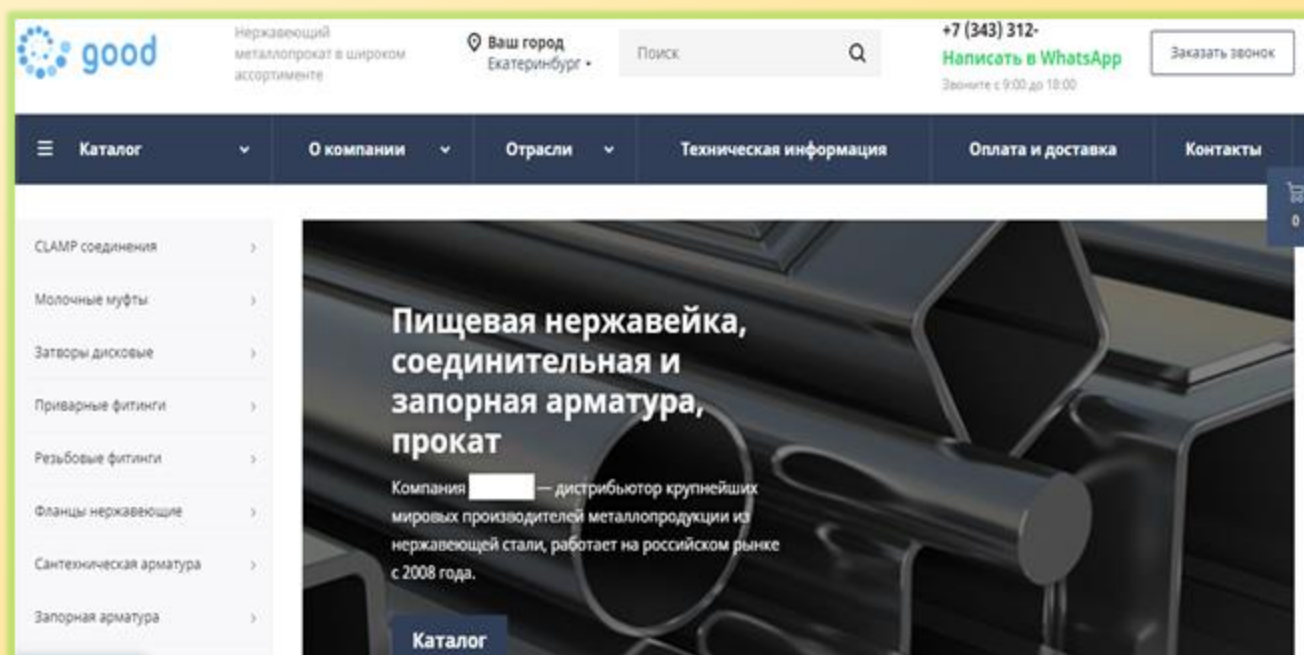 good
Нержавеющий
металлопрокат в широком
ассортименте
Ваш город
Екатеринбург
Поиск
+7 (343) 312-
Написать в WhatsApp
Звоните с 9:00 до 18:00
Заказать звонок
Каталог
О компании
Отрасли
Техническая информация
Оплата и доставка
Контакты
0
CLAMP соединения
Молочные муфты
Затворы дисковые
Приварные фитинги
Резьбовые фитинги
Фланцы нержавеющие
Сантехническая арматура
Запорная арматура
Пищевая нержавейка,
соединительная и
запорная арматура,
прокат
Компания — дистрибьютор крупнейших
мировых производителей металлопродукции из
нержавеющей стали, работает на российском рынке
с 2008 года.
Каталог